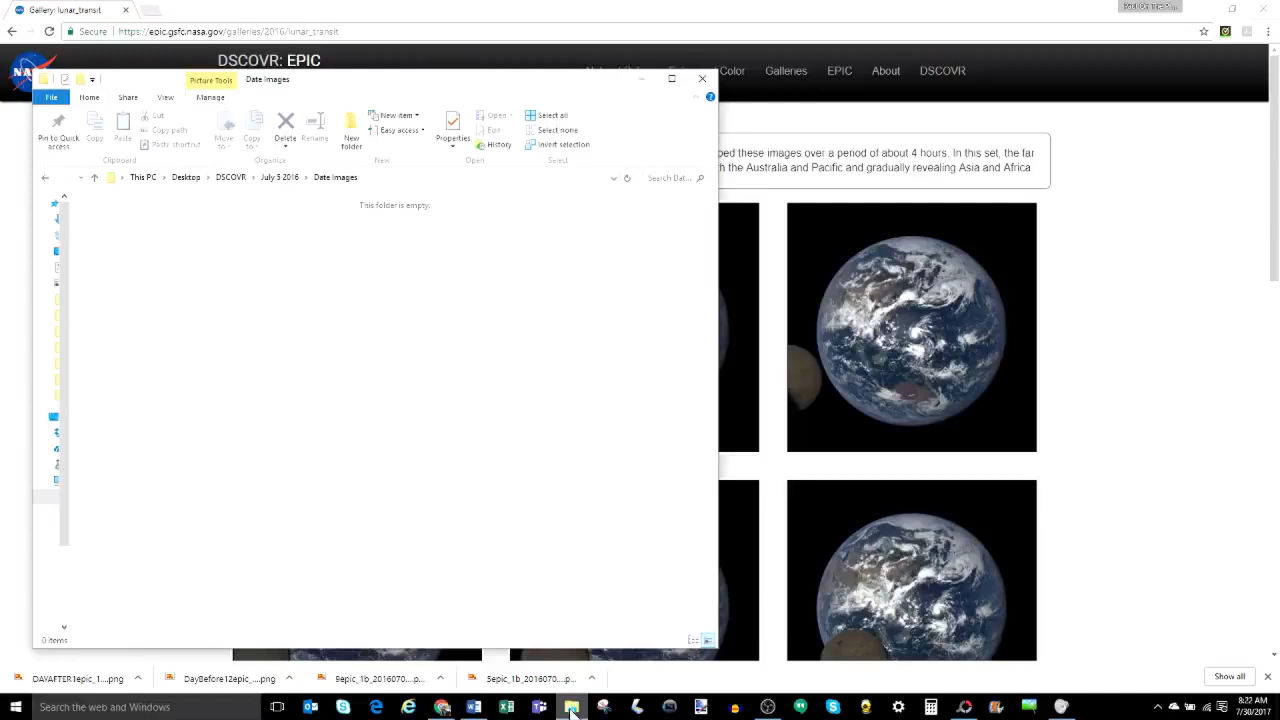 Gallery: lunar_transit
Secure
https://epic.gsfc.nasa.gov/galleries/2016/lunar_transit
DSCOVR: EPIC
Color
Galleries
EPIC
About
DSCOVR
Picture Tools
Date Images
File
Home
Share
View
Manage
Pin to Quick access
Copy
Paste
Cut
Copy path
Paste shortcut
Clipboard
Move to
Copy to
Delete
Rename
Organize
New folder
New item
Easy access
New
Properties
Open
Edit
History
Open
Select all
Select none
Invert selection
Select
This PC > Desktop > DSCOVR > July 5 2016 > Date Images
Search Dat...
This folder is empty.
0 items
ped these images over a period of about 4 hours. In this set, the far
h the Australia and Pacific and gradually revealing Asia and Africa
DAYAFTER1epic_1....png
DayBefore12epic_....png
9epic_1b_2016070....p...
5epic_1b_2016070....p...
Show all
Search the web and Windows
8:22 AM
7/30/2017